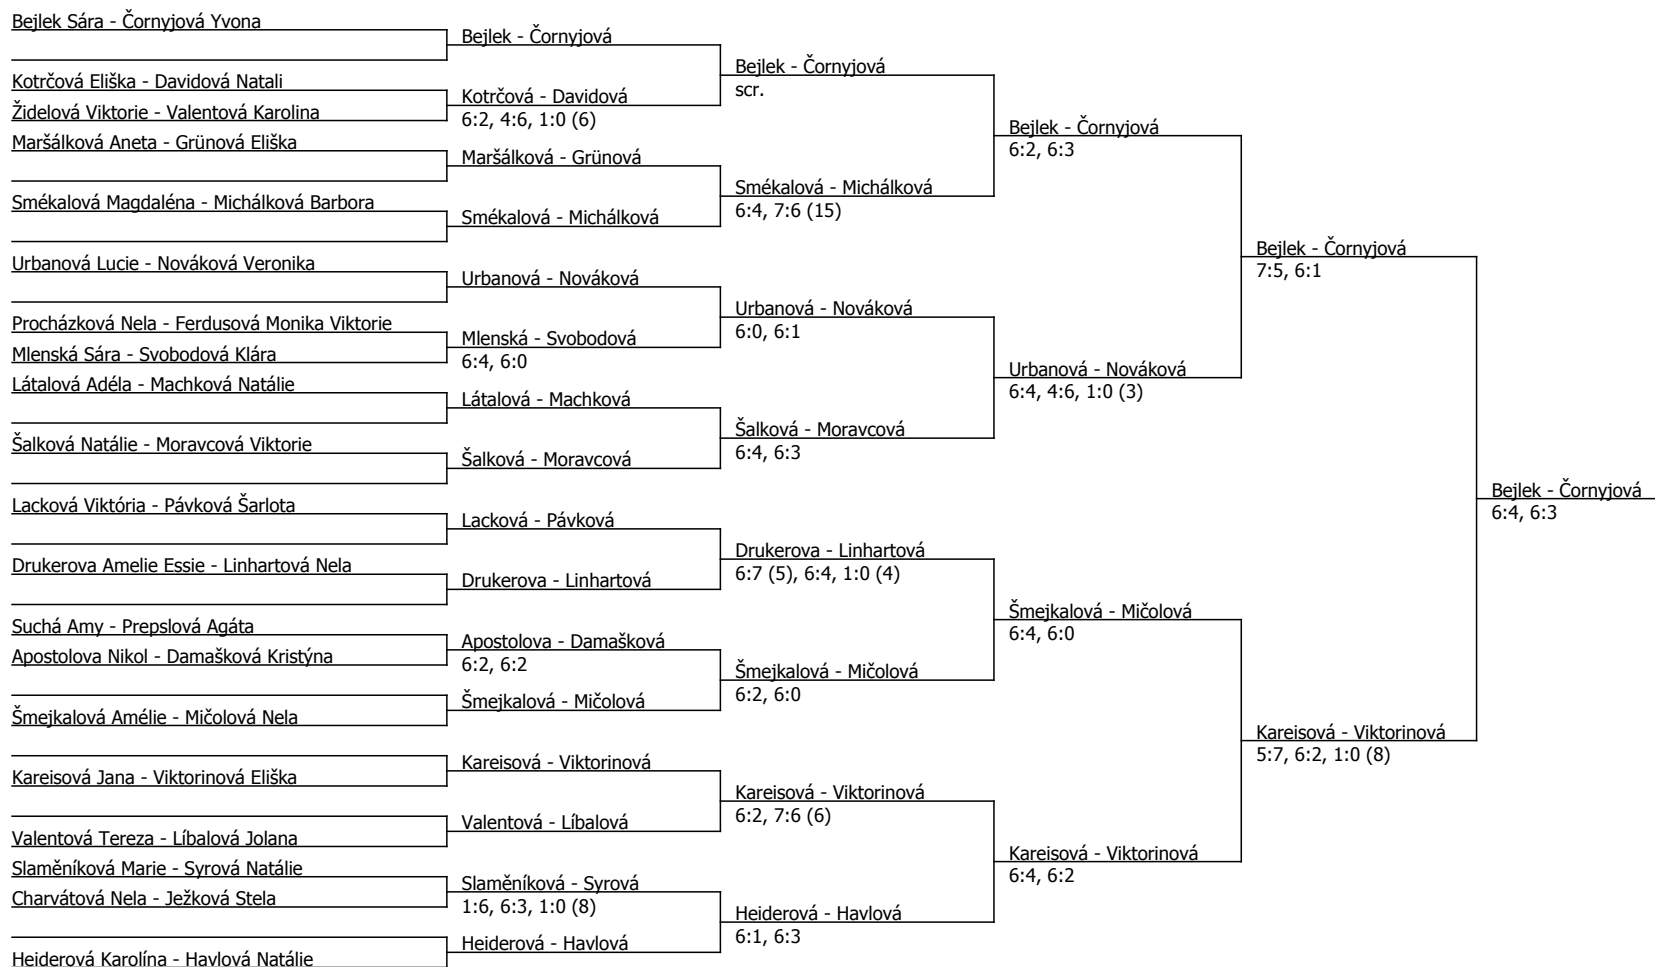 Bejlek Sára - Čornyjová Yvona
Kotrčová Eliška - Davidová Natali
Židelová Viktorie - Valentová Karolina
Maršálková Aneta - Grünová Eliška
Smékalová Magdaléna - Michálková Barbora
Urbanová Lucie - Nováková Veronika
Procházková Nela - Ferdusová Monika Viktorie
Mlenská Sára - Svobodová Klára
Látalová Adéla - Machková Natálie
Šalková Natálie - Moravcová Viktorie
Lacková Viktória - Pávková Šarlota
Drukerova Amelie Essie - Linhartová Nela
Suchá Amy - Prepslová Agáta
Apostolova Nikol - Damašková Kristýna
Šmejkalová Amélie - Mičolová Nela
Kareisová Jana - Viktorinová Eliška
Valentová Tereza - Líbalová Jolana
Slaměníková Marie - Syrová Natálie
Charvátová Nela - Ježková Stela
Heiderová Karolína - Havlová Natálie
Bejlek - Čornyjová
Kotrčová - Davidová
6:2, 4:6, 1:0 (6)
Maršálková - Grünová
Smékalová - Michálková
Urbanová - Nováková
Mlenská - Svobodová
6:4, 6:0
Látalová - Machková
Šalková - Moravcová
Lacková - Pávková
Drukerova - Linhartová
Apostolova - Damašková
6:2, 6:2
Šmejkalová - Mičolová
Kareisová - Viktorinová
Valentová - Líbalová
Slaměníková - Syrová
1:6, 6:3, 1:0 (8)
Heiderová - Havlová
Bejlek - Čornyjová
scr.
Smékalová - Michálková
6:4, 7:6 (15)
Urbanová - Nováková
6:0, 6:1
Šalková - Moravcová
6:4, 6:3
Drukerova - Linhartová
6:7 (5), 6:4, 1:0 (4)
Šmejkalová - Mičolová
6:2, 6:0
Kareisová - Viktorinová
6:2, 7:6 (6)
Heiderová - Havlová
6:1, 6:3
Bejlek - Čornyjová
6:2, 6:3
Urbanová - Nováková
6:4, 4:6, 1:0 (3)
Šmejkalová - Mičolová
6:4, 6:0
Kareisová - Viktorinová
6:4, 6:2
Bejlek - Čornyjová
7:5, 6:1
Kareisová - Viktorinová
5:7, 6:2, 1:0 (8)
Bejlek - Čornyjová
6:4, 6:3